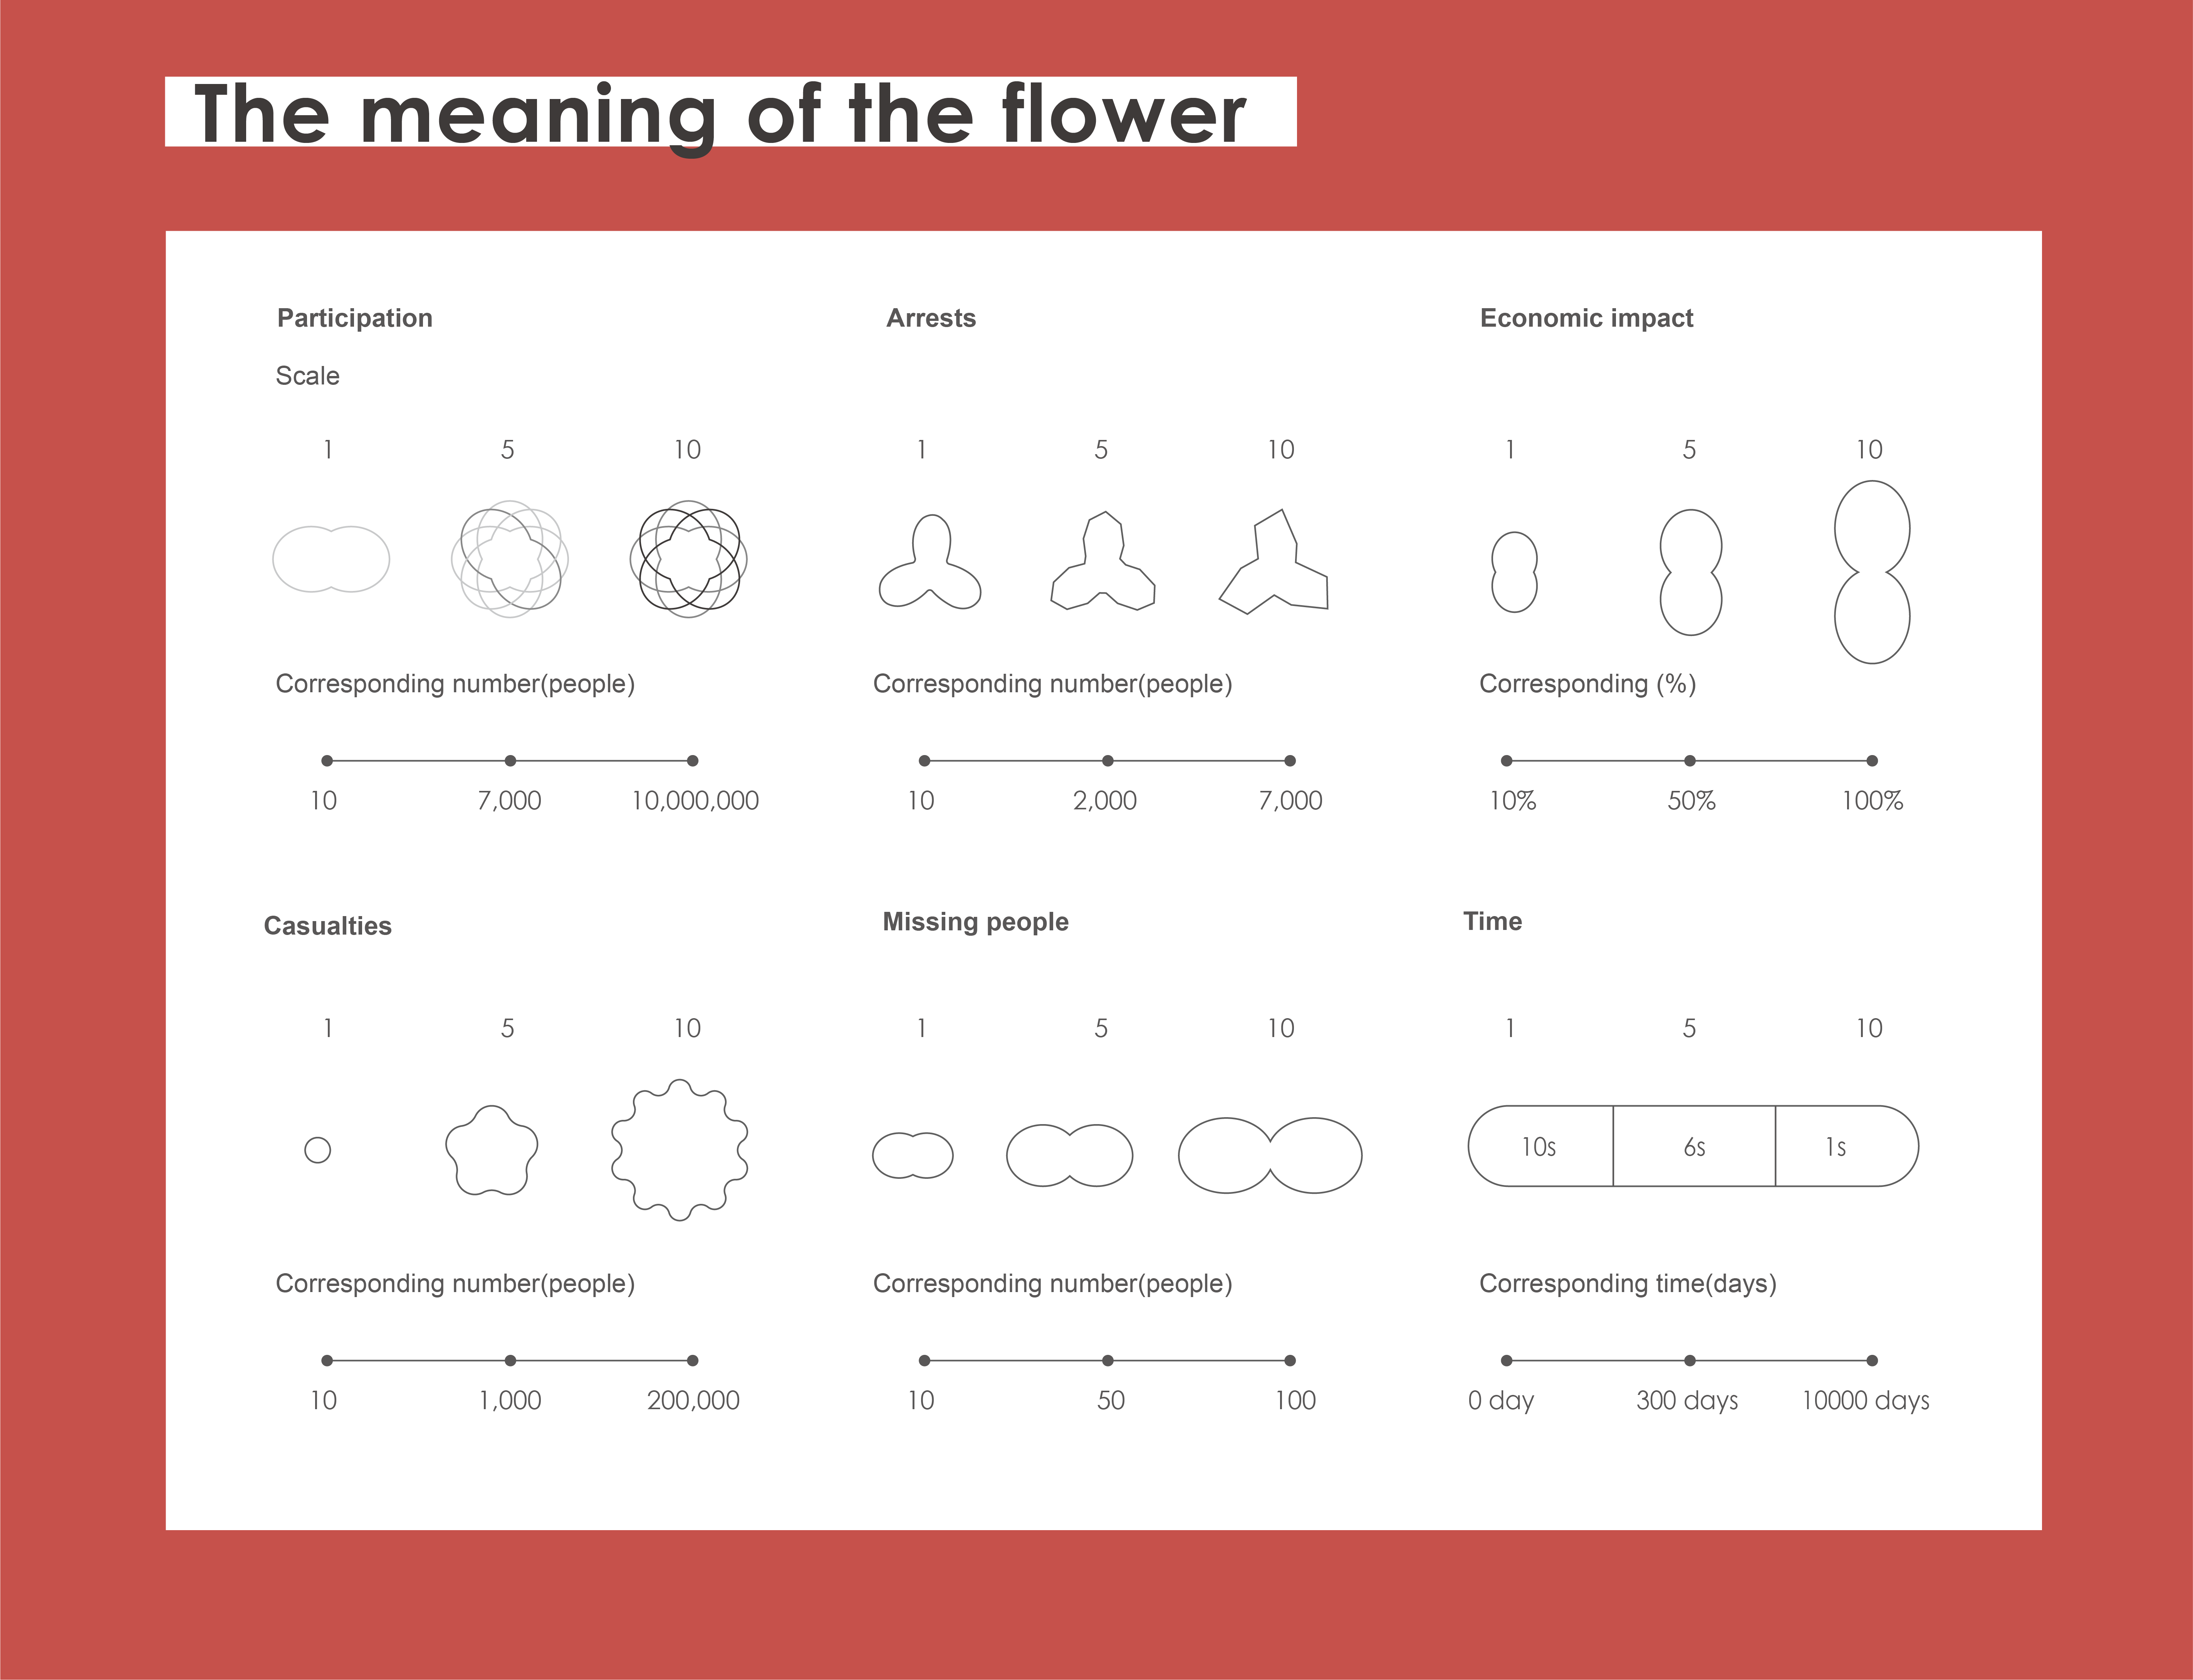 The meaning of the flower
Participation
Scale
1 5 10
Corresponding number(people)
10 7,000 10,000,000
Arrests
1 5 10
Corresponding number(people)
10 2,000 7,000
Economic impact
1 5 10
Corresponding (%)
10% 50% 100%
Casualties
1 5 10
Corresponding number(people)
10 1,000 200,000
Missing people
1 5 10
Corresponding number(people)
10 50 100
Time
1 5 10
10s 6s 1s
Corresponding time(days)
0 day 300 days 10000 days